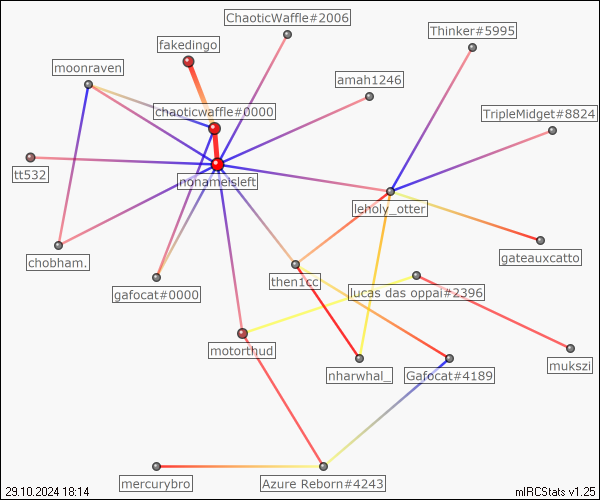 ChaoticWaffle#2006
Thinker#5995
fakedingo
moonraven
amah1246
chaoticwaffle#0000
TripleMidget#8824
tt532
nonameisleft
leholy_otter
chobham.
gateauxcatto
gafocat#0000
then1cc
lucas das oppai#2396
motorthud
nharwhal_
Gafocat#4189
mukszi
mercurybro
Azure Reborn#4243
29.10.2024 18:14
mIRCStats v1.25